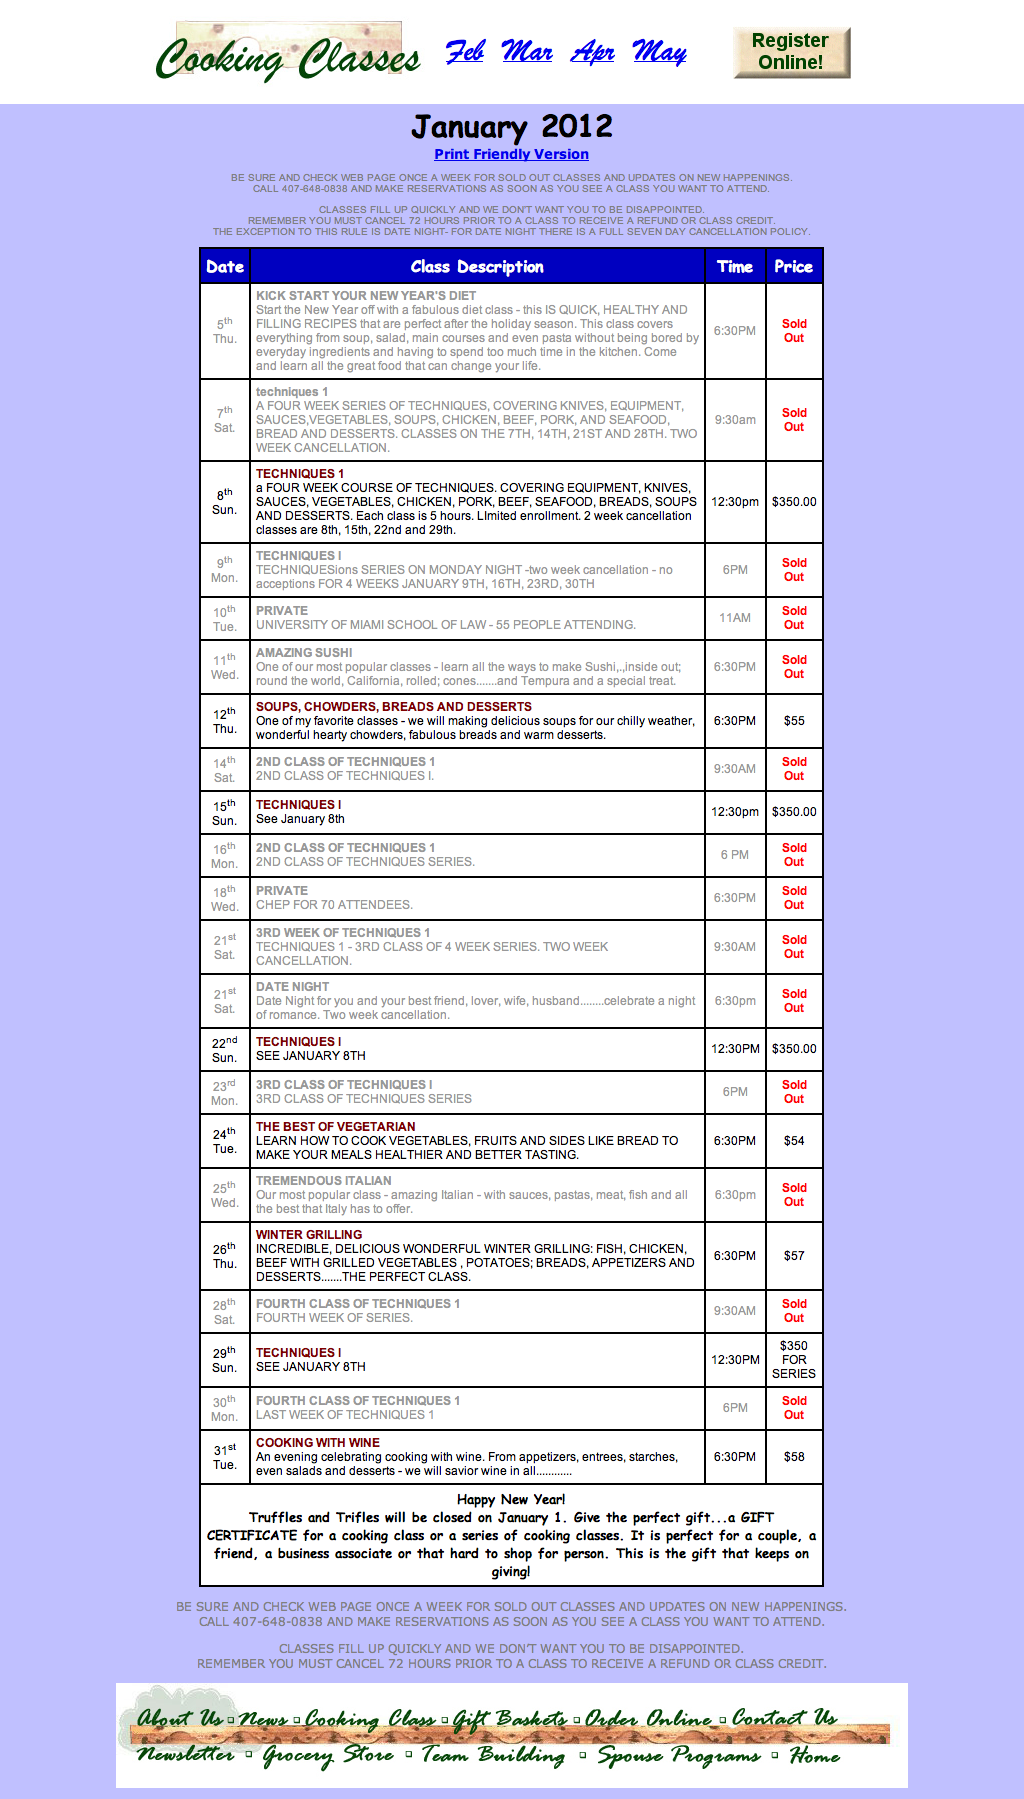 Cooking Classes
Feb Mar Apr May
Register
Online!
January 2012
Print Friendly Version
BE SURE AND CHECK WEB PAGE ONCE A WEEK FOR SOLD OUT CLASSES AND UPDATES ON NEW HAPPENINGS.
CALL 407-648-0838 AND MAKE RESERVATIONS AS SOON AS YOU SEE A CLASS YOU WANT TO ATTEND.
CLASSES FILL UP QUICKLY AND WE DON'T WANT YOU TO BE DISAPPOINTED.
REMEMBER YOU MUST CANCEL 72 HOURS PRIOR TO A CLASS TO RECEIVE A REFUND OR CLASS CREDIT.
THE EXCEPTION TO THIS RULE IS DATE NIGHT- FOR DATE NIGHT THERE IS A FULL SEVEN DAY CANCELLATION POLICY.
Date Class Description Time Price
5th
Thu.
KICK START YOUR NEW YEAR'S DIET
Start the New Year off with a fabulous diet class - this IS QUICK, HEALTHY AND
FILLING RECIPES that are perfect after the holiday season. This class covers
everything from soup, salad, main courses and even pasta without being bored by
everyday ingredients and having to spend too much time in the kitchen. Come
and learn all the great food that can change your life.
6:30PM
Sold
Out
7th
Sat.
techniques 1
A FOUR WEEK SERIES OF TECHNIQUES, COVERING KNIVES, EQUIPMENT,
SAUCES,VEGETABLES, SOUPS, CHICKEN, BEEF, PORK, AND SEAFOOD,
BREAD AND DESSERTS. CLASSES ON THE 7TH, 14TH, 21ST AND 28TH. TWO
WEEK CANCELLATION.
9:30am
Sold
Out
8th
Sun.
TECHNIQUES 1
a FOUR WEEK COURSE OF TECHNIQUES. COVERING EQUIPMENT, KNIVES,
SAUCES, VEGETABLES, CHICKEN, PORK, BEEF, SEAFOOD, BREADS, SOUPS
AND DESSERTS. Each class is 5 hours. LImited enrollment. 2 week cancellation
classes are 8th, 15th, 22nd and 29th.
12:30pm
$350.00
9th
Mon.
TECHNIQUES I
TECHNIQUESions SERIES ON MONDAY NIGHT -two week cancellation - no
acceptions FOR 4 WEEKS JANUARY 9TH, 16TH, 23RD, 30TH
6PM
Sold
Out
10th
Tue.
PRIVATE
UNIVERSITY OF MIAMI SCHOOL OF LAW - 55 PEOPLE ATTENDING.
11AM
Sold
Out
11th
Wed.
AMAZING SUSHI
One of our most popular classes - learn all the ways to make Sushi,.,inside out;
round the world, California, rolled; cones.......and Tempura and a special treat.
6:30PM
Sold
Out
12th
Thu.
SOUPS, CHOWDERS, BREADS AND DESSERTS
One of my favorite classes - we will making delicious soups for our chilly weather,
wonderful hearty chowders, fabulous breads and warm desserts.
6:30PM
$55
14th
Sat.
2ND CLASS OF TECHNIQUES 1
2ND CLASS OF TECHNIQUES I.
9:30AM
Sold
Out
15th
Sun.
TECHNIQUES I
See January 8th
12:30pm
$350.00
16th
Mon.
2ND CLASS OF TECHNIQUES 1
2ND CLASS OF TECHNIQUES SERIES.
6 PM
Sold
Out
18th
Wed.
PRIVATE
CHEP FOR 70 ATTENDEES.
6:30PM
Sold
Out
21st
Sat.
3RD WEEK OF TECHNIQUES 1
TECHNIQUES 1 - 3RD CLASS OF 4 WEEK SERIES. TWO WEEK
CANCELLATION.
9:30AM
Sold
Out
21st
Sat.
DATE NIGHT
Date Night for you and your best friend, lover, wife, husband........celebrate a night
of romance. Two week cancellation.
6:30pm
Sold
Out
22nd
Sun.
TECHNIQUES I
SEE JANUARY 8TH
12:30PM
$350.00
23rd
Mon.
3RD CLASS OF TECHNIQUES I
3RD CLASS OF TECHNIQUES SERIES
6PM
Sold
Out
24th
Tue.
THE BEST OF VEGETARIAN
LEARN HOW TO COOK VEGETABLES, FRUITS AND SIDES LIKE BREAD TO
MAKE YOUR MEALS HEALTHIER AND BETTER TASTING.
6:30PM
$54
25th
Wed.
TREMENDOUS ITALIAN
Our most popular class - amazing Italian - with sauces, pastas, meat, fish and all
the best that Italy has to offer.
6:30pm
Sold
Out
26th
Thu.
WINTER GRILLING
INCREDIBLE, DELICIOUS WONDERFUL WINTER GRILLING: FISH, CHICKEN,
BEEF WITH GRILLED VEGETABLES , POTATOES; BREADS, APPETIZERS AND
DESSERTS.......THE PERFECT CLASS.
6:30PM
$57
28th
Sat.
FOURTH CLASS OF TECHNIQUES 1
FOURTH WEEK OF SERIES.
9:30AM
Sold
Out
29th
Sun.
TECHNIQUES I
SEE JANUARY 8TH
12:30PM
$350
FOR
SERIES
30th
Mon.
FOURTH CLASS OF TECHNIQUES 1
LAST WEEK OF TECHNIQUES 1
6PM
Sold
Out
31st
Tue.
COOKING WITH WINE
An evening celebrating cooking with wine. From appetizers, entrees, starches,
even salads and desserts - we will savior wine in all............
6:30PM
$58
Happy New Year!
Truffles and Trifles will be closed on January 1. Give the perfect gift...a GIFT
CERTIFICATE for a cooking class or a series of cooking classes. It is perfect for a couple, a
friend, a business associate or that hard to shop for person. This is the gift that keeps on
giving!
BE SURE AND CHECK WEB PAGE ONCE A WEEK FOR SOLD OUT CLASSES AND UPDATES ON NEW HAPPENINGS.
CALL 407-648-0838 AND MAKE RESERVATIONS AS SOON AS YOU SEE A CLASS YOU WANT TO ATTEND.
CLASSES FILL UP QUICKLY AND WE DON'T WANT YOU TO BE DISAPPOINTED.
REMEMBER YOU MUST CANCEL 72 HOURS PRIOR TO A CLASS TO RECEIVE A REFUND OR CLASS CREDIT.
About Us News Cooking Class Gift Baskets Order Online Contact Us
Newsletter Grocery Store Team Building Spouse Programs Home